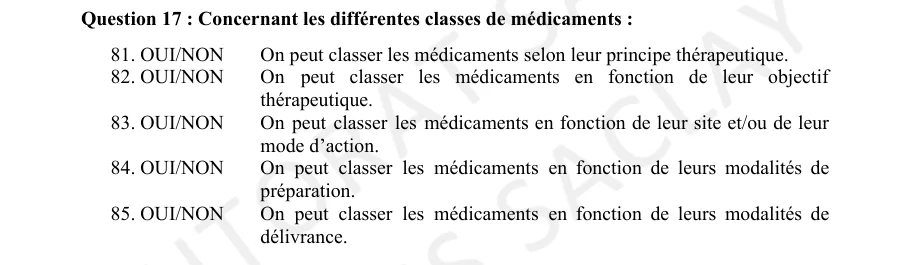 Question 17 : Concernant les différentes classes de médicaments :
81. OUI/NON On peut classer les médicaments selon leur principe thérapeutique.
82. OUI/NON On peut classer les médicaments en fonction de leur objectif
thérapeutique.
83. OUI/NON On peut classer les médicaments en fonction de leur site et/ou de leur
mode d'action.
84. OUI/NON On peut classer les médicaments en fonction de leurs modalités de
préparation.
85. OUI/NON On peut classer les médicaments en fonction de leurs modalités de
délivrance.